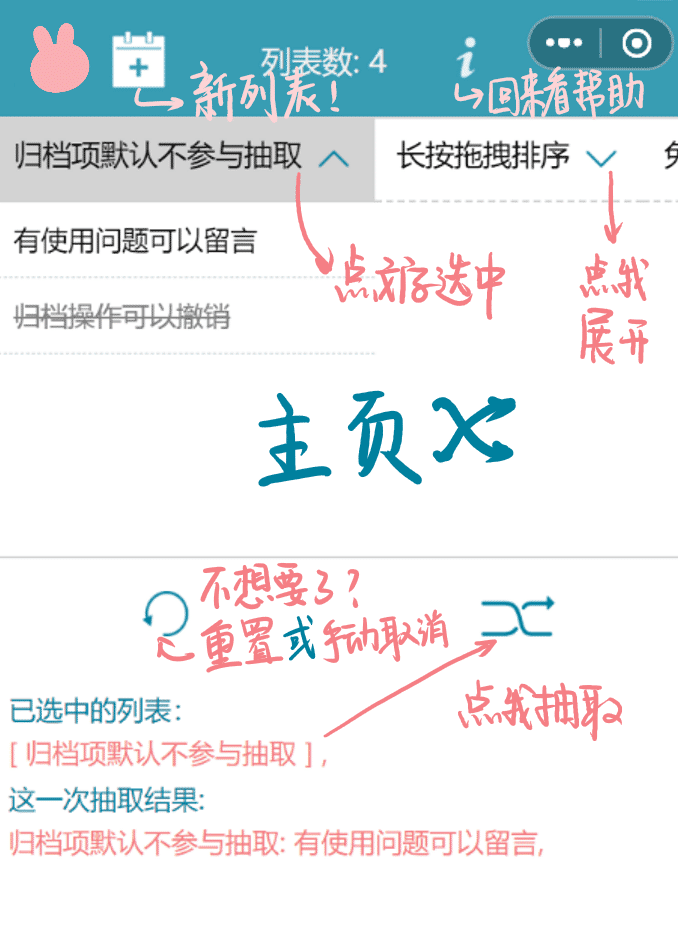 列表数: 4
新列表!
回来看帮助
归档项默认不参与抽取
长按拖拽排序
有使用问题可以留言
归档操作可以撤销
点文字选中
点我
展开
主页
不想要了?
重置或手动取消
点我抽取
已选中的列表:
[ 归档项默认不参与抽取 ] ,
这一次抽取结果:
归档项默认不参与抽取: 有使用问题可以留言,